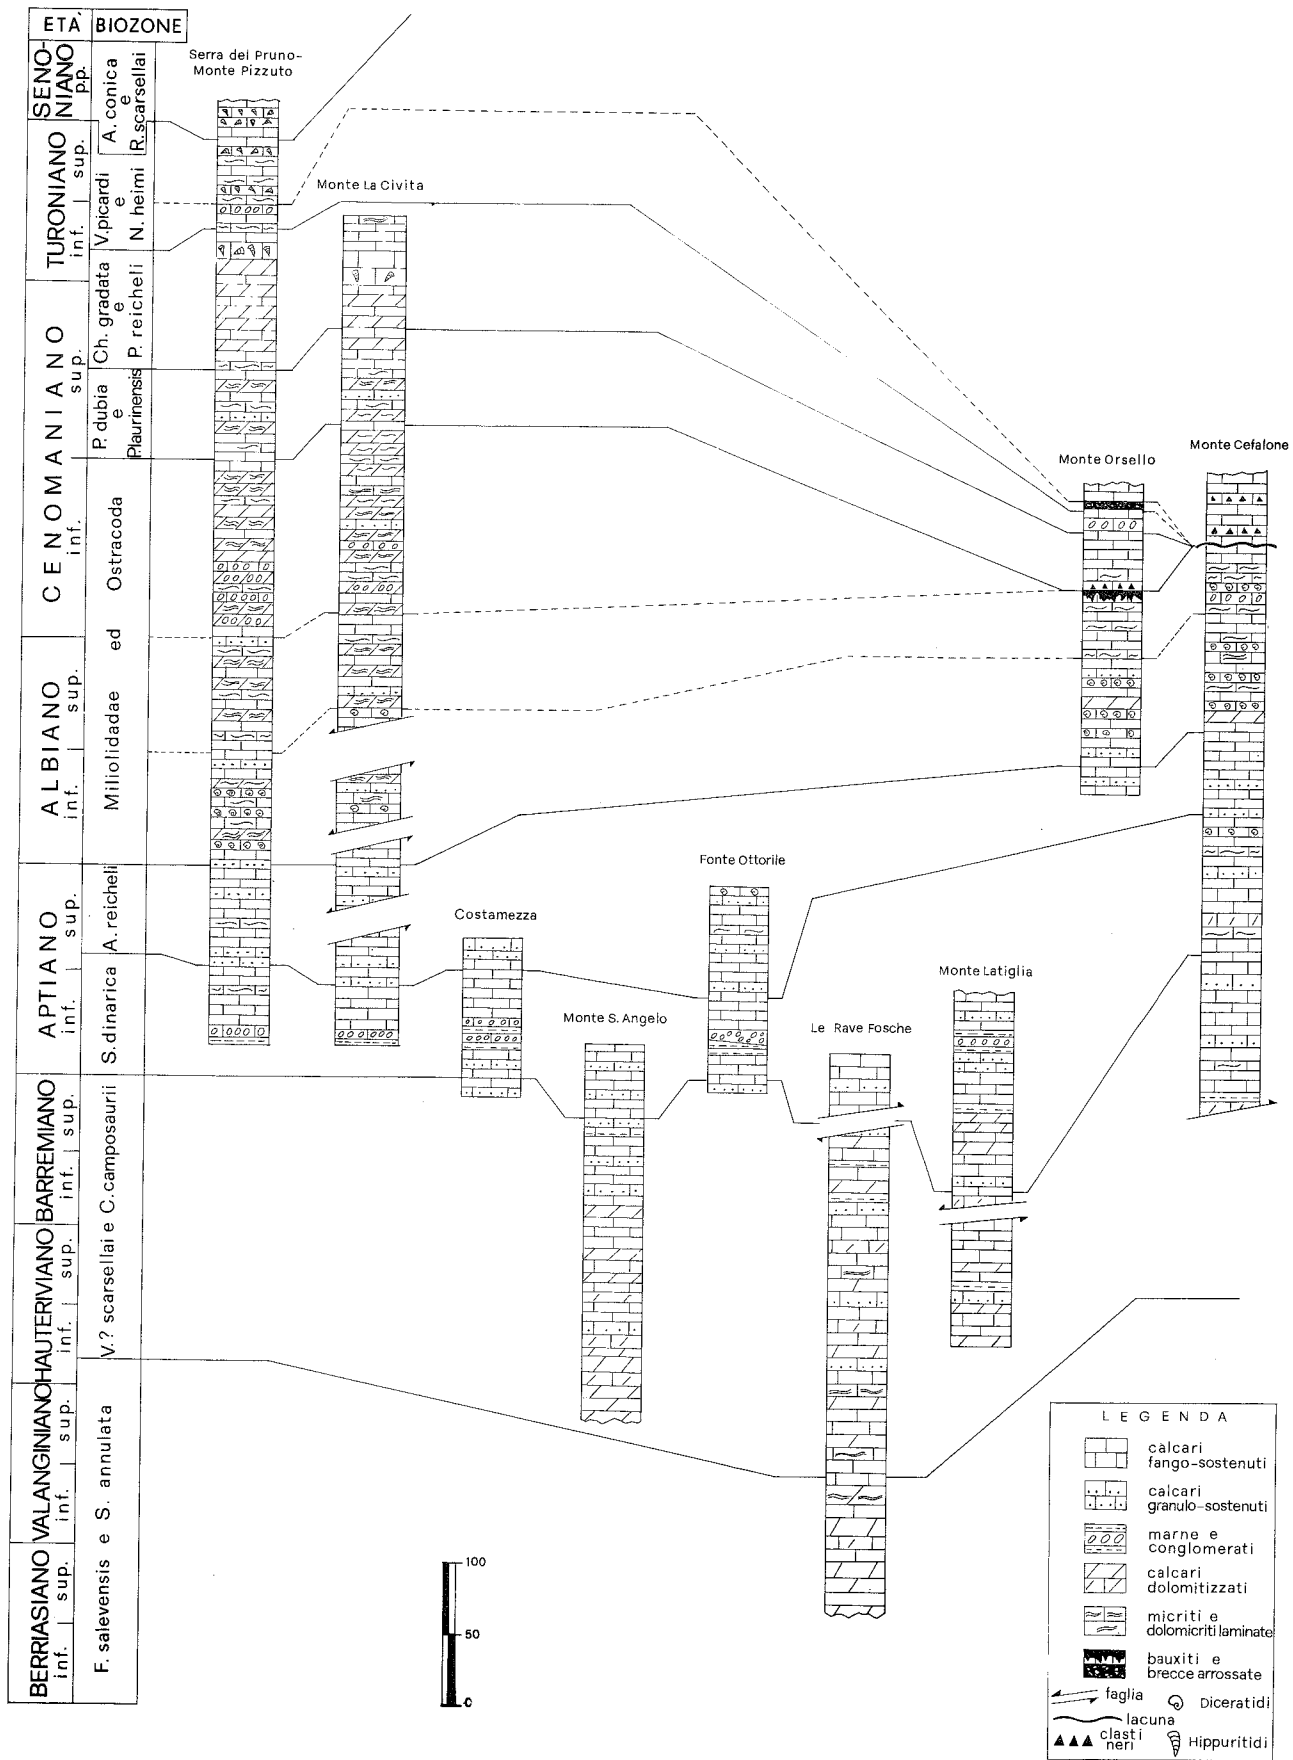 ETÀ
BIOZONE
SENO-
NIANO
p.p.
TURONIANO
sup.
inf.
CENOMANIANO
sup.
inf.
ALBIANO
sup.
inf.
APTIANO
sup.
inf.
BARREMIANO
sup.
inf.
HAUTERIVIANO
sup.
inf.
VALANGINIANO
sup.
inf.
BERRIASIANO
sup.
inf.
A. conica
e
R. scarsellai
V. picardi
e
N. heimi
Ch. gradata
e
P. reicheli
P. dubia
e
P.laurinensis
Miliolidadae ed Ostracoda
A. reicheli
S. dinarica
V.? scarsellai e C. camposaurii
F. salevensis e S. annulata
Serra del Pruno-
Monte Pizzuto
Monte La Civita
Costamezza
Monte S. Angelo
Fonte Ottorile
Le Rave Fosche
Monte Latiglia
Monte Orsello
Monte Cefalone
100
50
0
LEGENDA
calcari
fango-sostenuti
calcari
granulo-sostenuti
marne e
conglomerati
calcari
dolomitizzati
micriti e
dolomicriti laminate
bauxiti e
brecce arrossate
faglia
Diceratidi
lacuna
clasti
neri
Hippuritidi